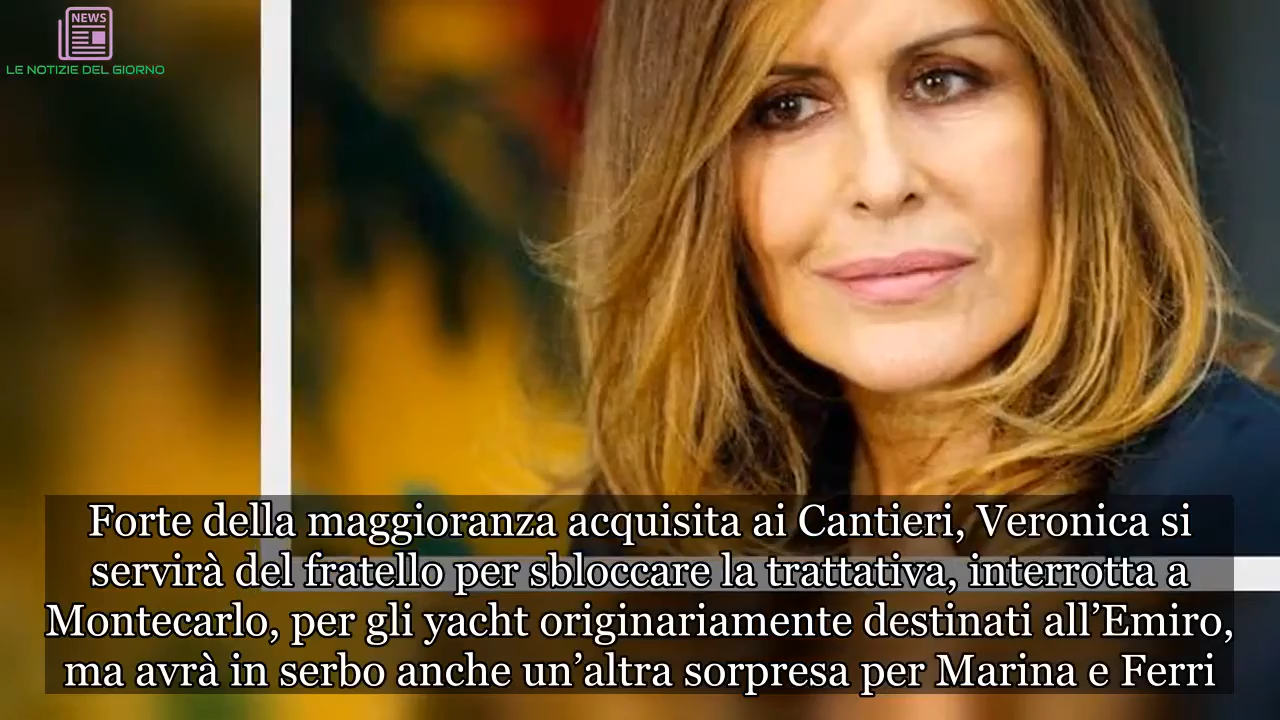 NEWS
LE NOTIZIE DEL GIORNO
Forte della maggioranza acquisita ai Cantieri, Veronica si
servirà del fratello per sbloccare la trattativa, interrotta a
Montecarlo, per gli yacht originariamente destinati all’Emiro,
ma avrà in serbo anche un’altra sorpresa per Marina e Ferri